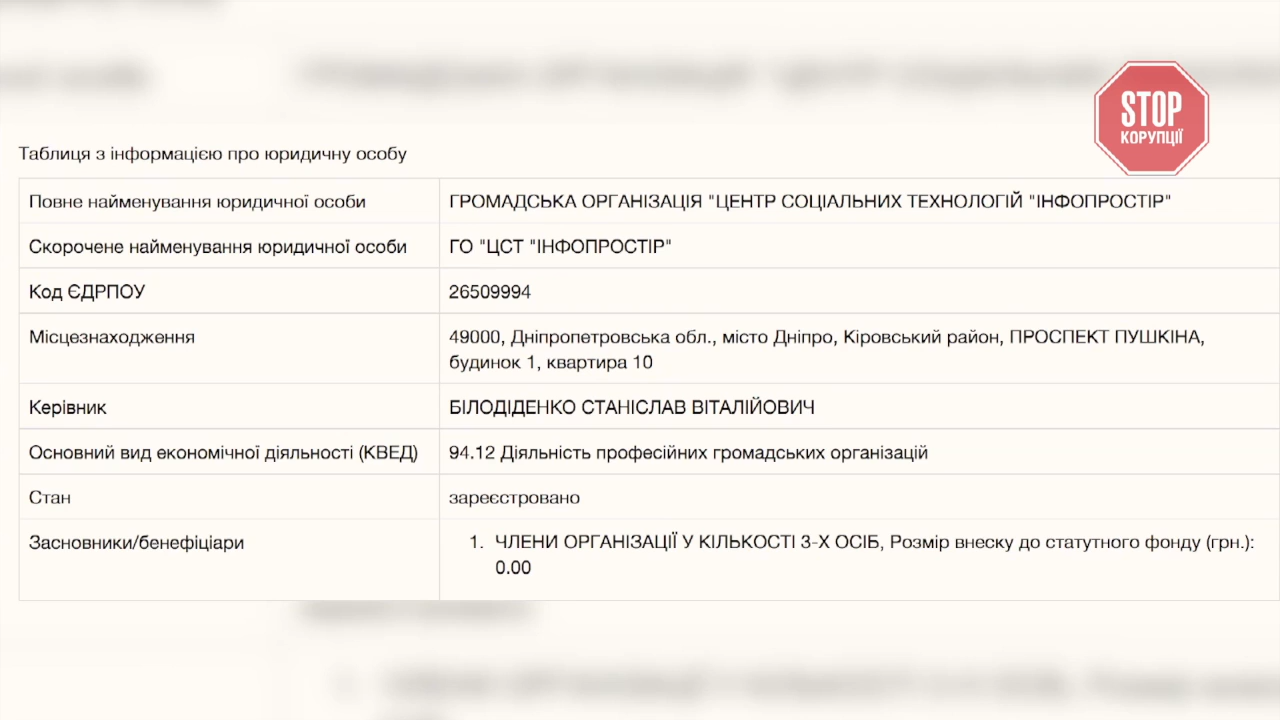 STOP
КОРУПЦІЇ
Таблиця з інформацією про юридичну особу
Повне найменування юридичної особи
ГРОМАДСЬКА ОРГАНІЗАЦІЯ "ЦЕНТР СОЦІАЛЬНИХ ТЕХНОЛОГІЙ "ІНФОПРОСТІР"
Скорочене найменування юридичної особи
ГО "ЦСТ "ІНФОПРОСТІР"
Код ЄДРПОУ
26509994
Місцезнаходження
49000, Дніпропетровська обл., місто Дніпро, Кіровський район, ПРОСПЕКТ ПУШКІНА,
будинок 1, квартира 10
Керівник
БІЛОДІДЕНКО СТАНІСЛАВ ВІТАЛІЙОВИЧ
Основний вид економічної діяльності (КВЕД)
94.12 Діяльність професійних громадських організацій
Стан
зареєстровано
Засновники/бенефіціари
1. ЧЛЕНИ ОРГАНІЗАЦІЇ У КІЛЬКОСТІ 3-Х ОСІБ, Розмір внеску до статутного фонду (грн.):
0.00